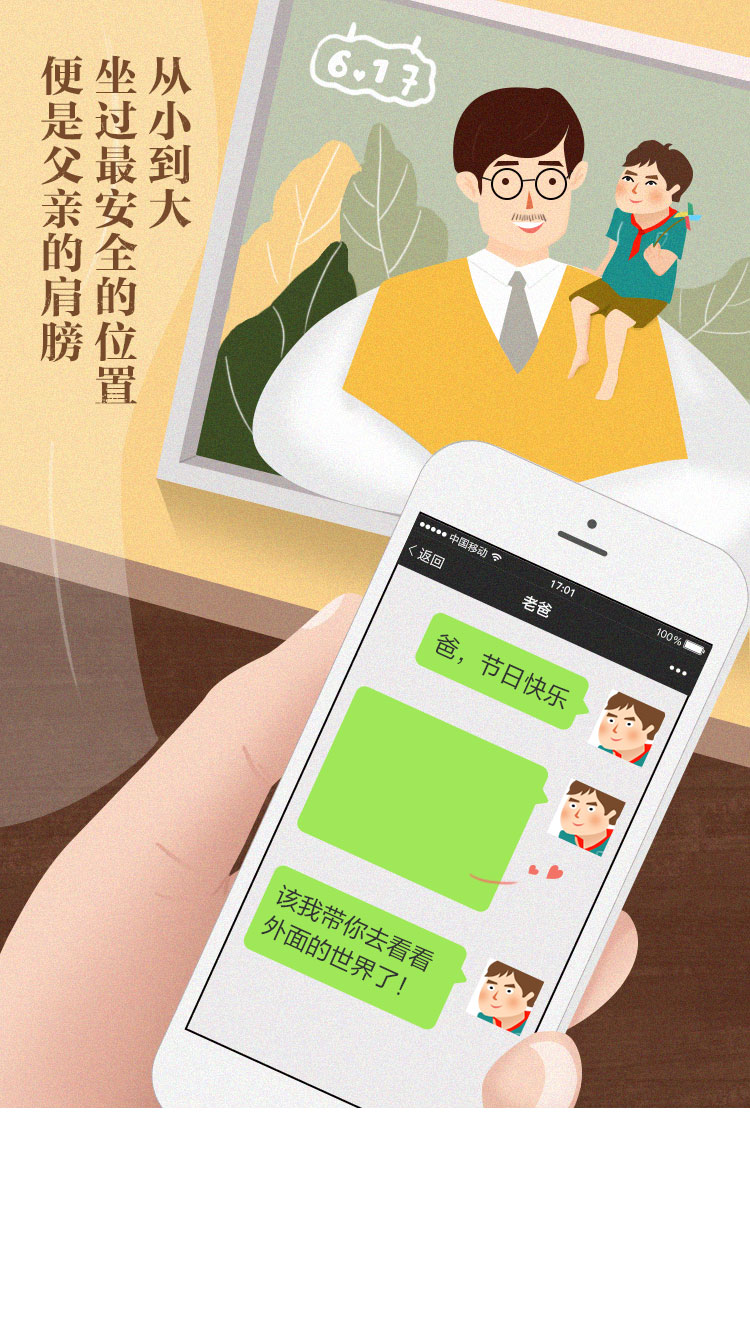 从小到大
坐过最安全的位置
便是父亲的肩膀
6.17
中国移动
17:01
100%
返回
老爸
爸，节日快乐
该我带你去看看
外面的世界了！